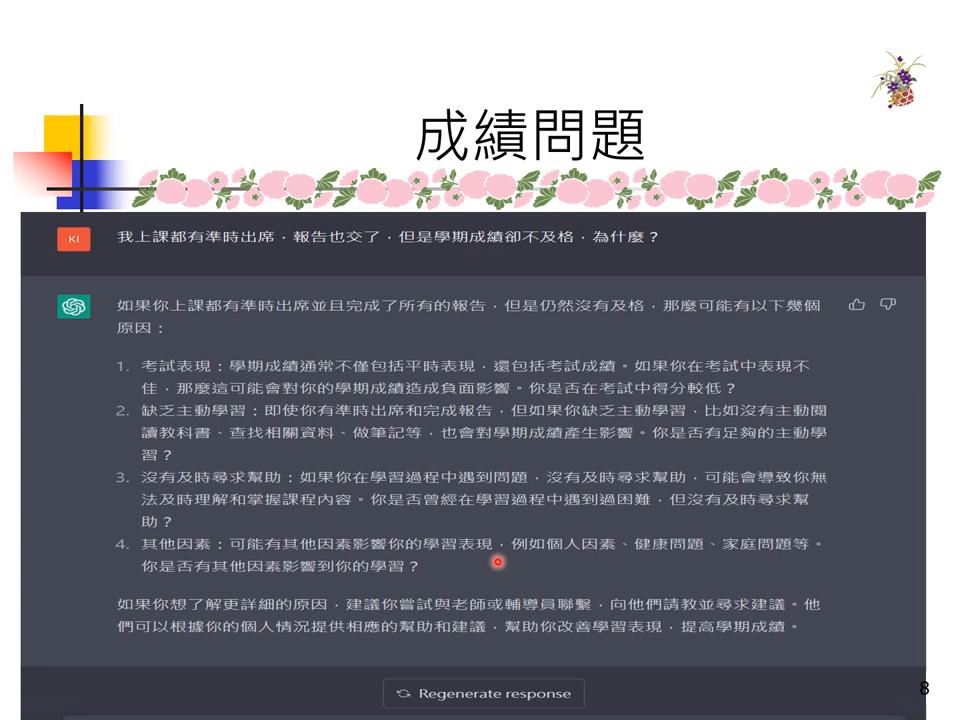 成績問題
KI
我上課都有準時出席，報告也交了，但是學期成績卻不及格，為什麼？
如果你上課都有準時出席並且完成了所有的報告，但是仍然沒有及格，那麼可能有以下幾個
原因：
1. 考試表現：學期成績通常不僅包括平時表現，還包括考試成績。如果你在考試中表現不
佳，那麼這可能會對你的學期成績造成負面影響。你是否在考試中得分較低？
2. 缺乏主動學習：即使你有準時出席和完成報告，但如果你缺乏主動學習，比如沒有主動閱
讀教科書、查找相關資料、做筆記等，也會對學期成績產生影響。你是否有足夠的主動學
習？
3. 沒有及時尋求幫助：如果你在學習過程中遇到問題，沒有及時尋求幫助，可能會導致你無
法及時理解和掌握課程內容。你是否曾經在學習過程中遇到過困難，但沒有及時尋求幫
助？
4. 其他因素：可能有其他因素影響你的學習表現，例如個人因素、健康問題、家庭問題等。
你是否有其他因素影響到你的學習？
如果你想了解更詳細的原因，建議你嘗試與老師或輔導員聯繫，向他們請教並尋求建議。他
們可以根據你的個人情況提供相應的幫助和建議，幫助你改善學習表現，提高學期成績。
Regenerate response
8